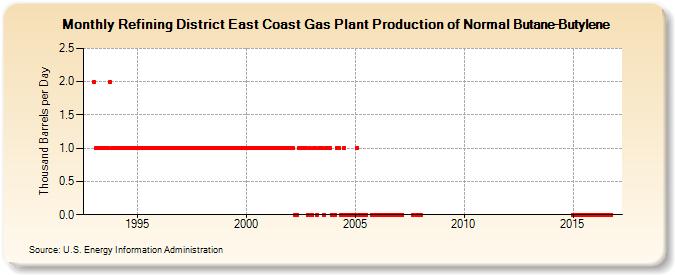 Monthly Refining District East Coast Gas Plant Production of Normal Butane-Butylene
Thousand Barrels per Day
2.5
2.0
1.5
1.0
0.5
0.0
1995 2000 2005 2010 2015
Source: U.S. Energy Information Administration